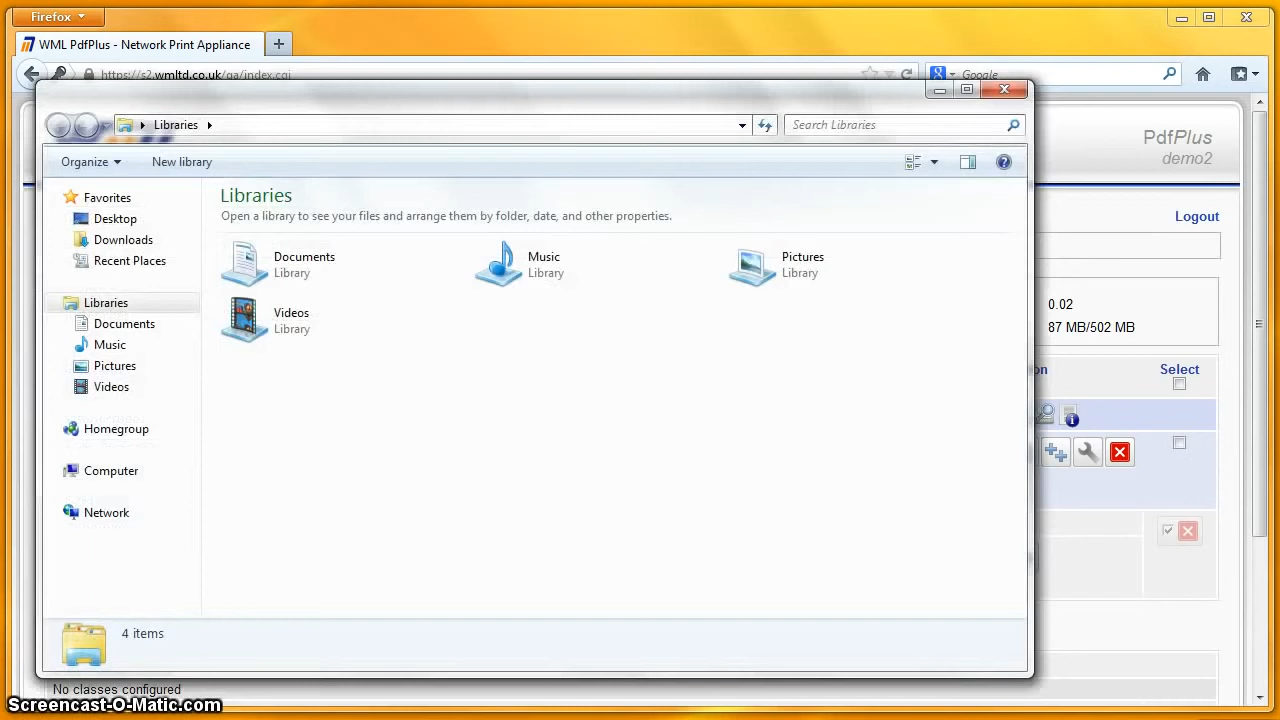 Firefox
WML PdfPlus - Network Print Appliance
https://s2.wmltd.co.uk/qa/index.cgi
Google
Libraries
Search Libraries
PdfPlus
demo2
Organize
New library
Favorites
Desktop
Downloads
Recent Places
Libraries
Documents
Music
Pictures
Videos
Homegroup
Computer
Network
Libraries
Open a library to see your files and arrange them by folder, date, and other properties.
Documents
Library
Music
Library
Pictures
Library
Videos
Library
Logout
0.02
87 MB/502 MB
on
Select
4 items
No classes configured
Screencast-O-Matic.com